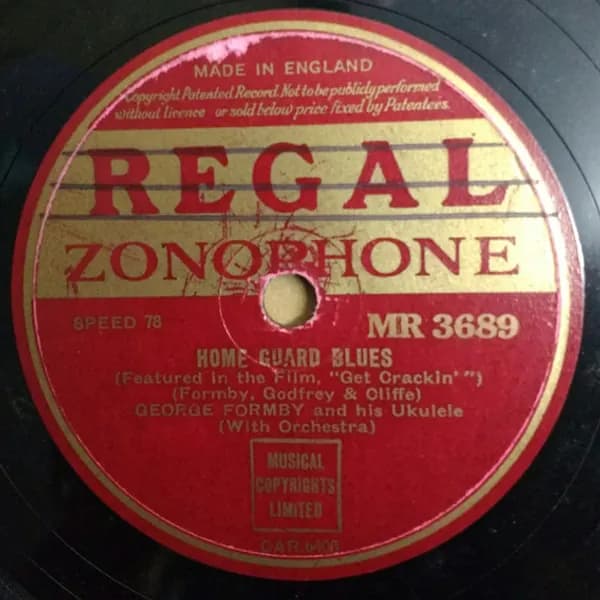 MADE IN ENGLAND
Copyright Patented Record. Not to be publicly performed
without licence or sold below price fixed by Patentees.
REGAL
ZONOPHONE
SPEED 78
MR 3689
HOME GUARD BLUES
(Featured in the Film, "Get Crackin'")
(Formby, Godfrey & Cliffe)
GEORGE FORMBY and his Ukulele
(With Orchestra)
MUSICAL
COPYRIGHTS
LIMITED